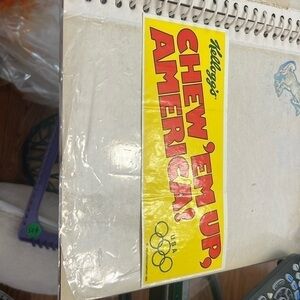 Kellogg's
CHEW 'EM UP,
AMERICA!
USA